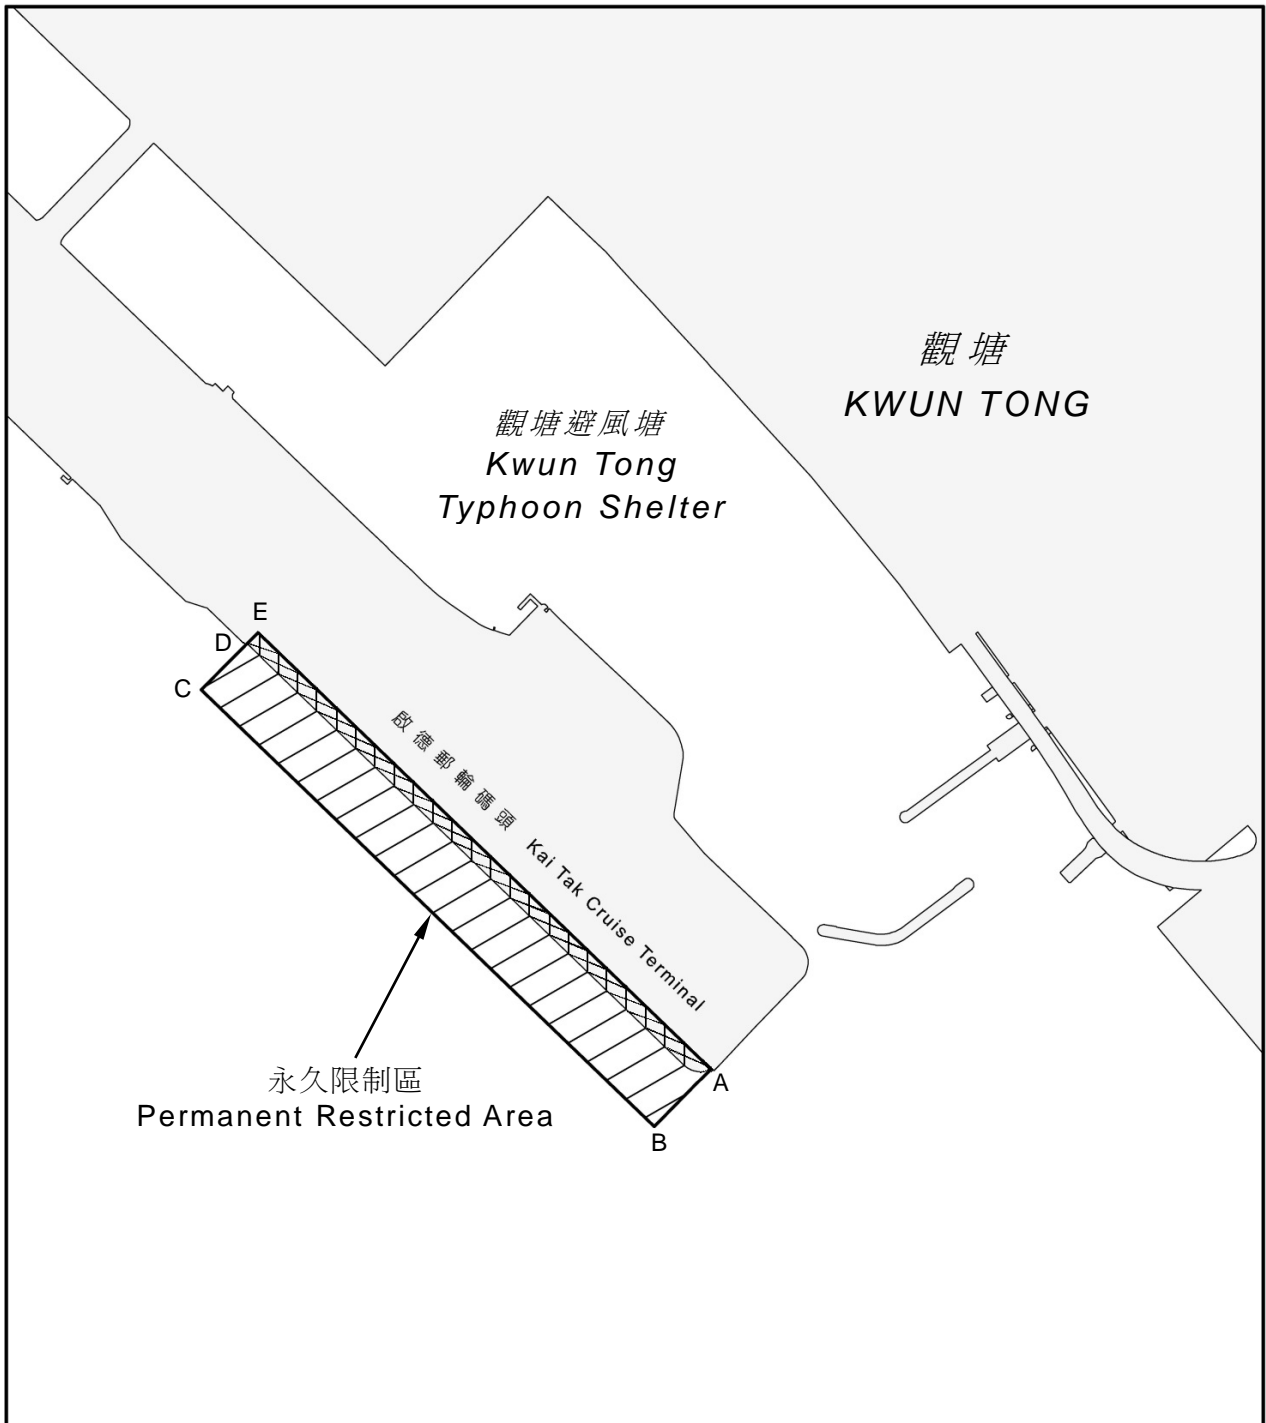 觀塘
KWUN TONG
觀塘避風塘
Kwun Tong
Typhoon Shelter
E
D
C
啟德郵輪碼頭 Kai Tak Cruise Terminal
A
B
永久限制區
Permanent Restricted Area